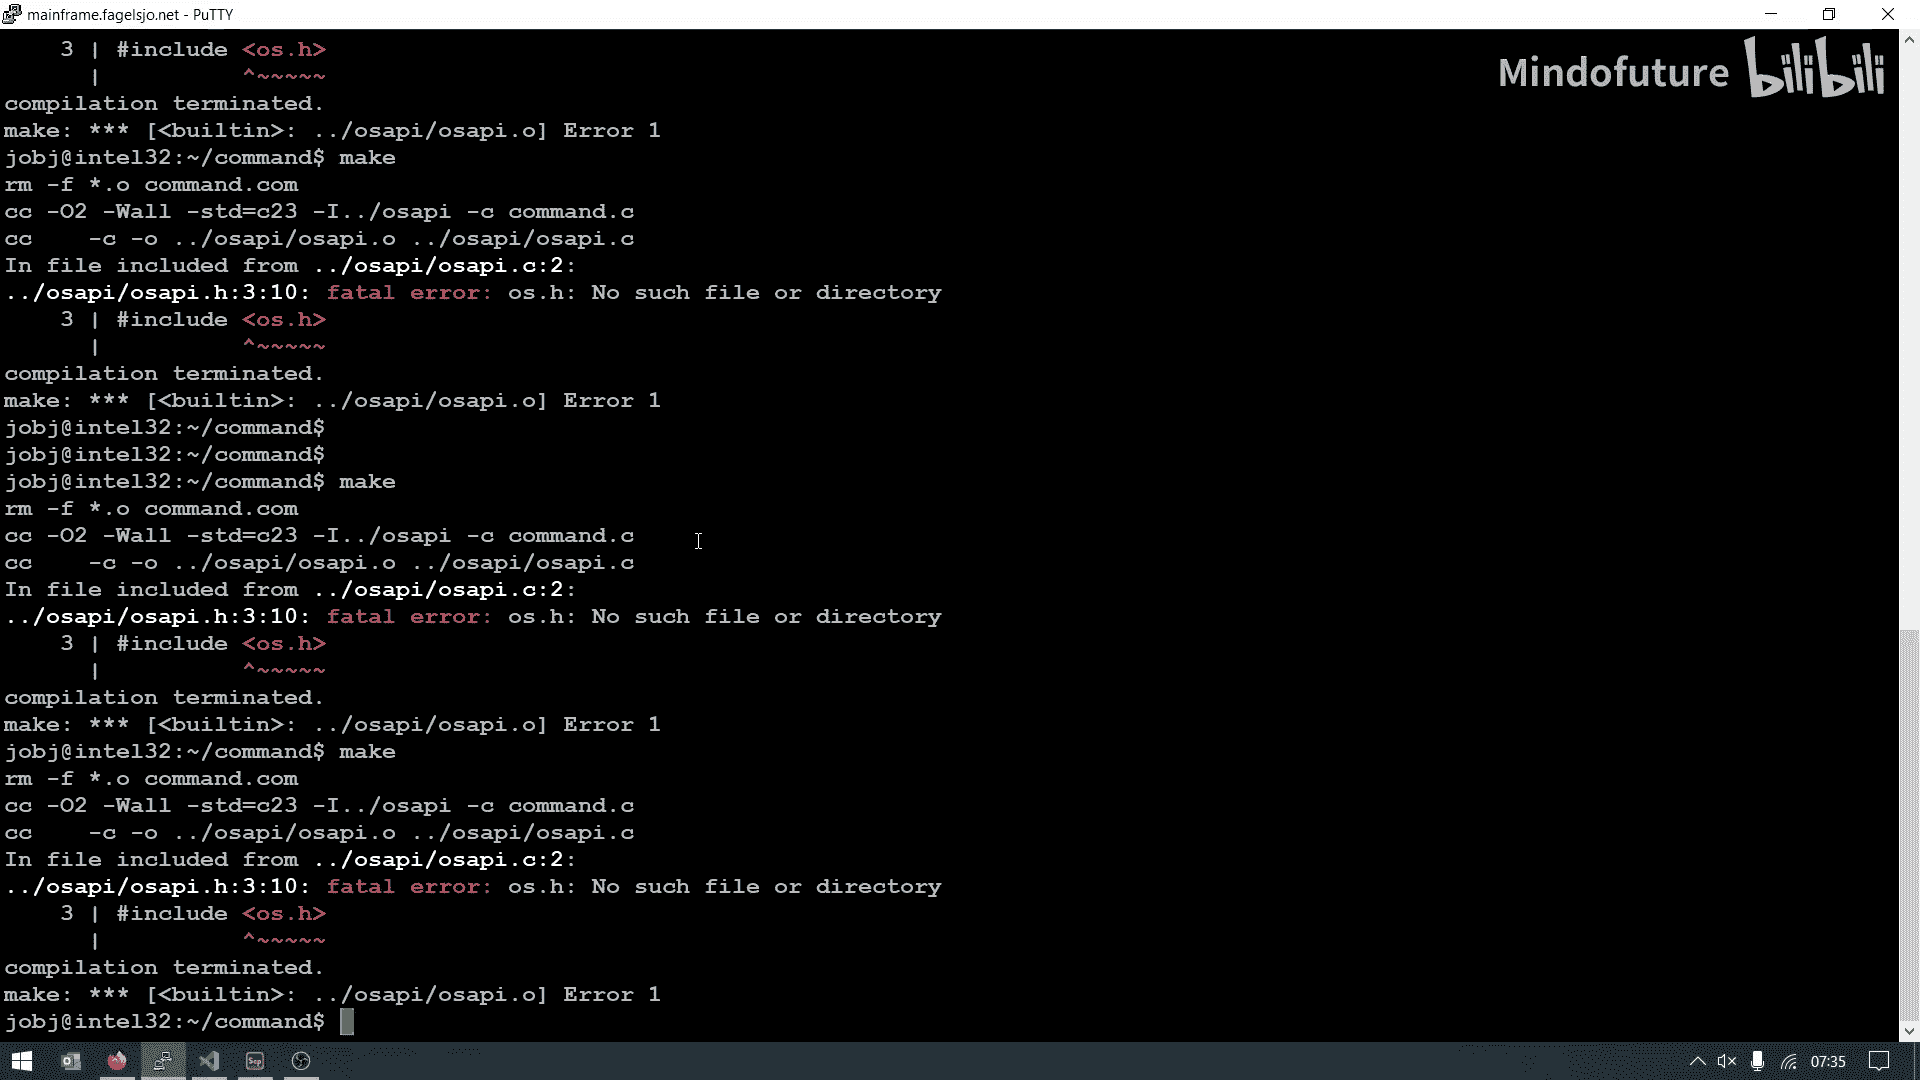 mainframe.fagelsjo.net - PuTTY
    3 | #include <os.h>
      |          ^~~~~~
Mindofuture bilibili
compilation terminated.
make: *** [<builtin>: ../osapi/osapi.o] Error 1
jobj@intel32:~/command$ make
rm -f *.o command.com
cc -O2 -Wall -std=c23 -I../osapi -c command.c
cc    -c -o ../osapi/osapi.o ../osapi/osapi.c
In file included from ../osapi/osapi.c:2:
../osapi/osapi.h:3:10: fatal error: os.h: No such file or directory
    3 | #include <os.h>
      |          ^~~~~~
compilation terminated.
make: *** [<builtin>: ../osapi/osapi.o] Error 1
jobj@intel32:~/command$
jobj@intel32:~/command$
jobj@intel32:~/command$ make
rm -f *.o command.com
cc -O2 -Wall -std=c23 -I../osapi -c command.c
cc    -c -o ../osapi/osapi.o ../osapi/osapi.c
In file included from ../osapi/osapi.c:2:
../osapi/osapi.h:3:10: fatal error: os.h: No such file or directory
    3 | #include <os.h>
      |          ^~~~~~
compilation terminated.
make: *** [<builtin>: ../osapi/osapi.o] Error 1
jobj@intel32:~/command$ make
rm -f *.o command.com
cc -O2 -Wall -std=c23 -I../osapi -c command.c
cc    -c -o ../osapi/osapi.o ../osapi/osapi.c
In file included from ../osapi/osapi.c:2:
../osapi/osapi.h:3:10: fatal error: os.h: No such file or directory
    3 | #include <os.h>
      |          ^~~~~~
compilation terminated.
make: *** [<builtin>: ../osapi/osapi.o] Error 1
jobj@intel32:~/command$
07:35